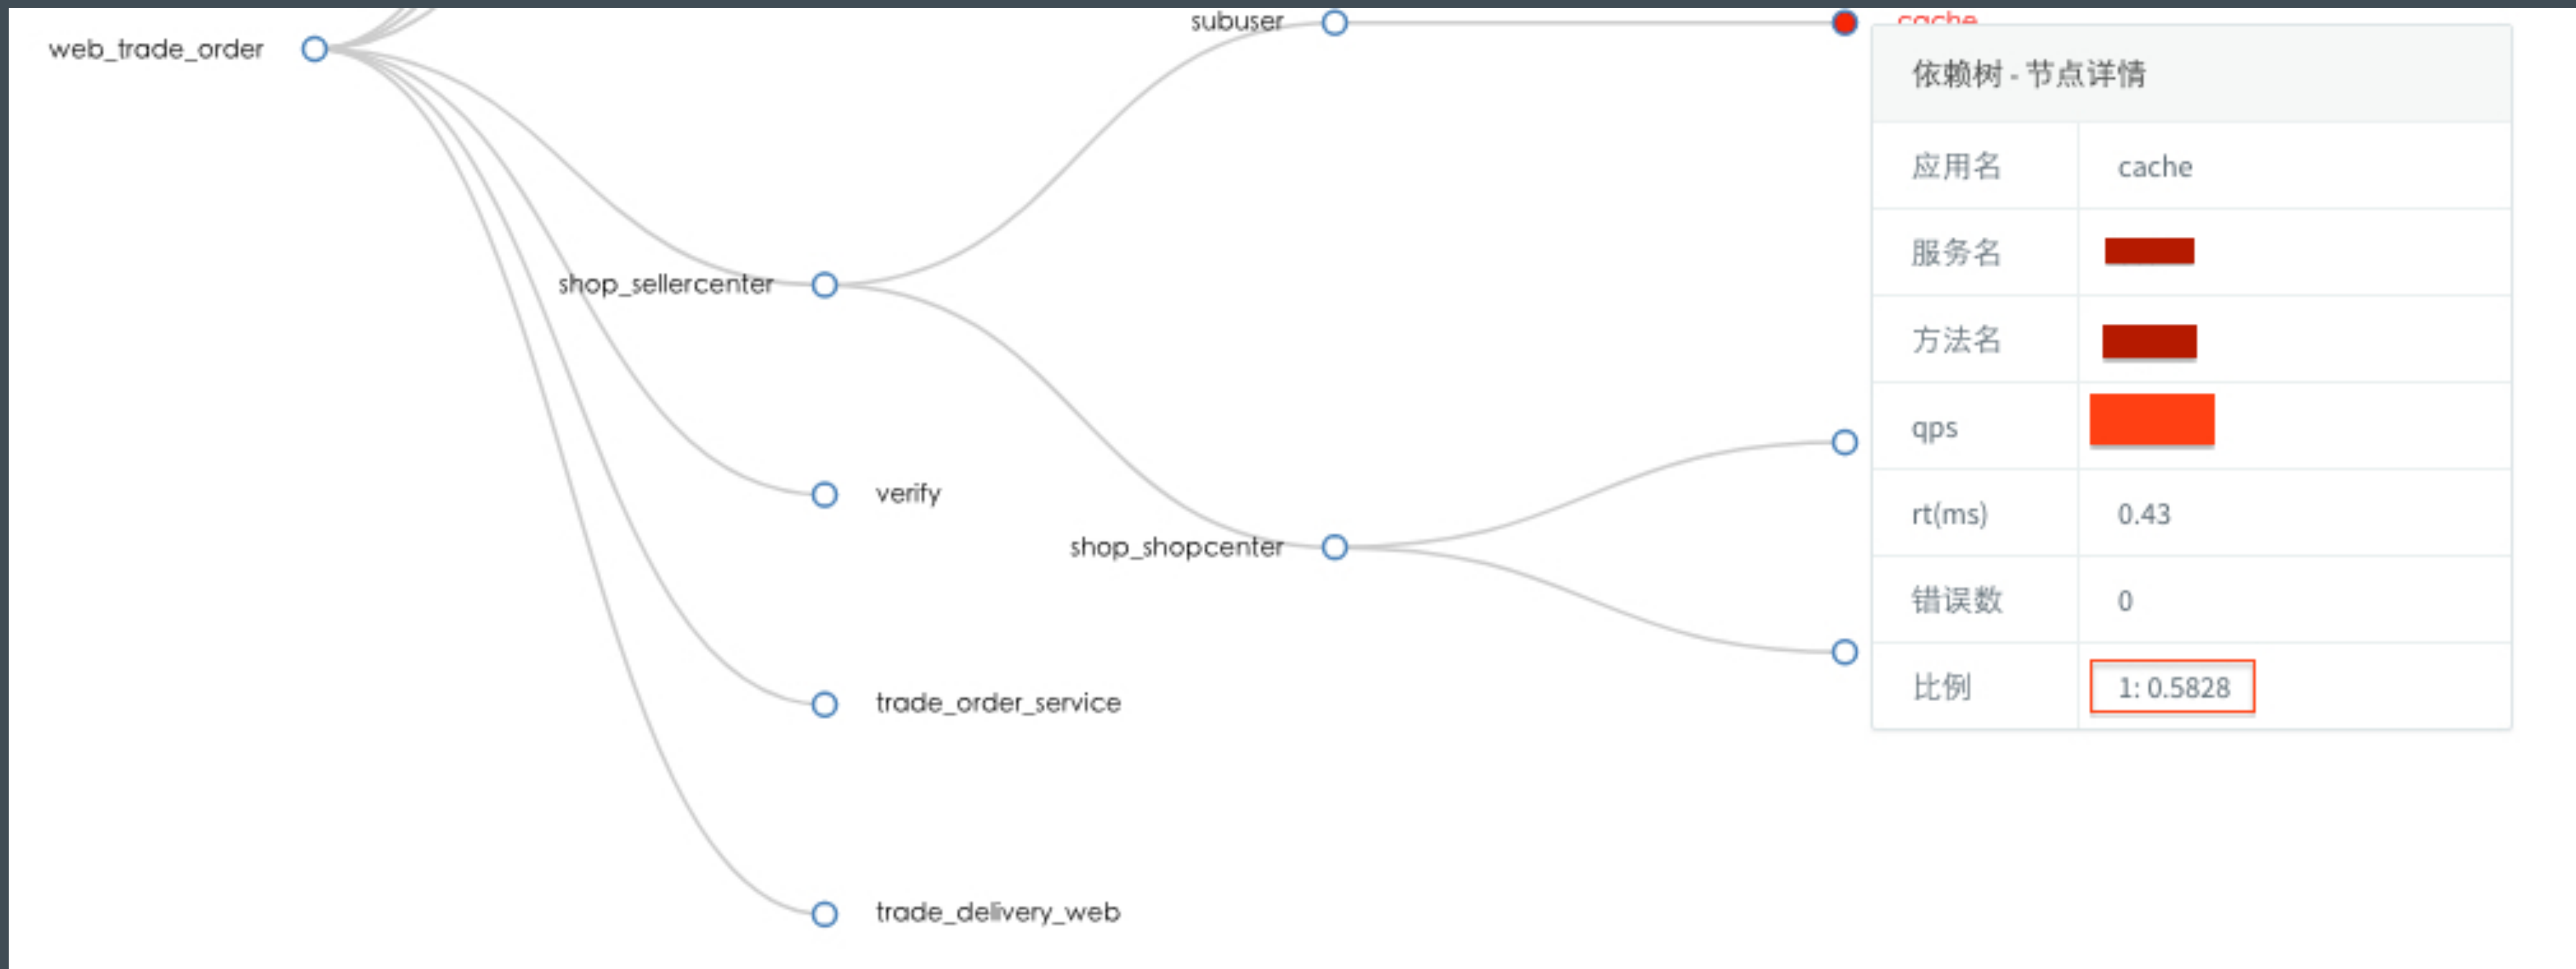 subuser
cache
web_trade_order
依赖树 - 节点详情
应用名 cache
服务名
shop_sellercenter
方法名
qps
verify
rt(ms) 0.43
shop_shopcenter
错误数 0
比例 1: 0.5828
trade_order_service
trade_delivery_web